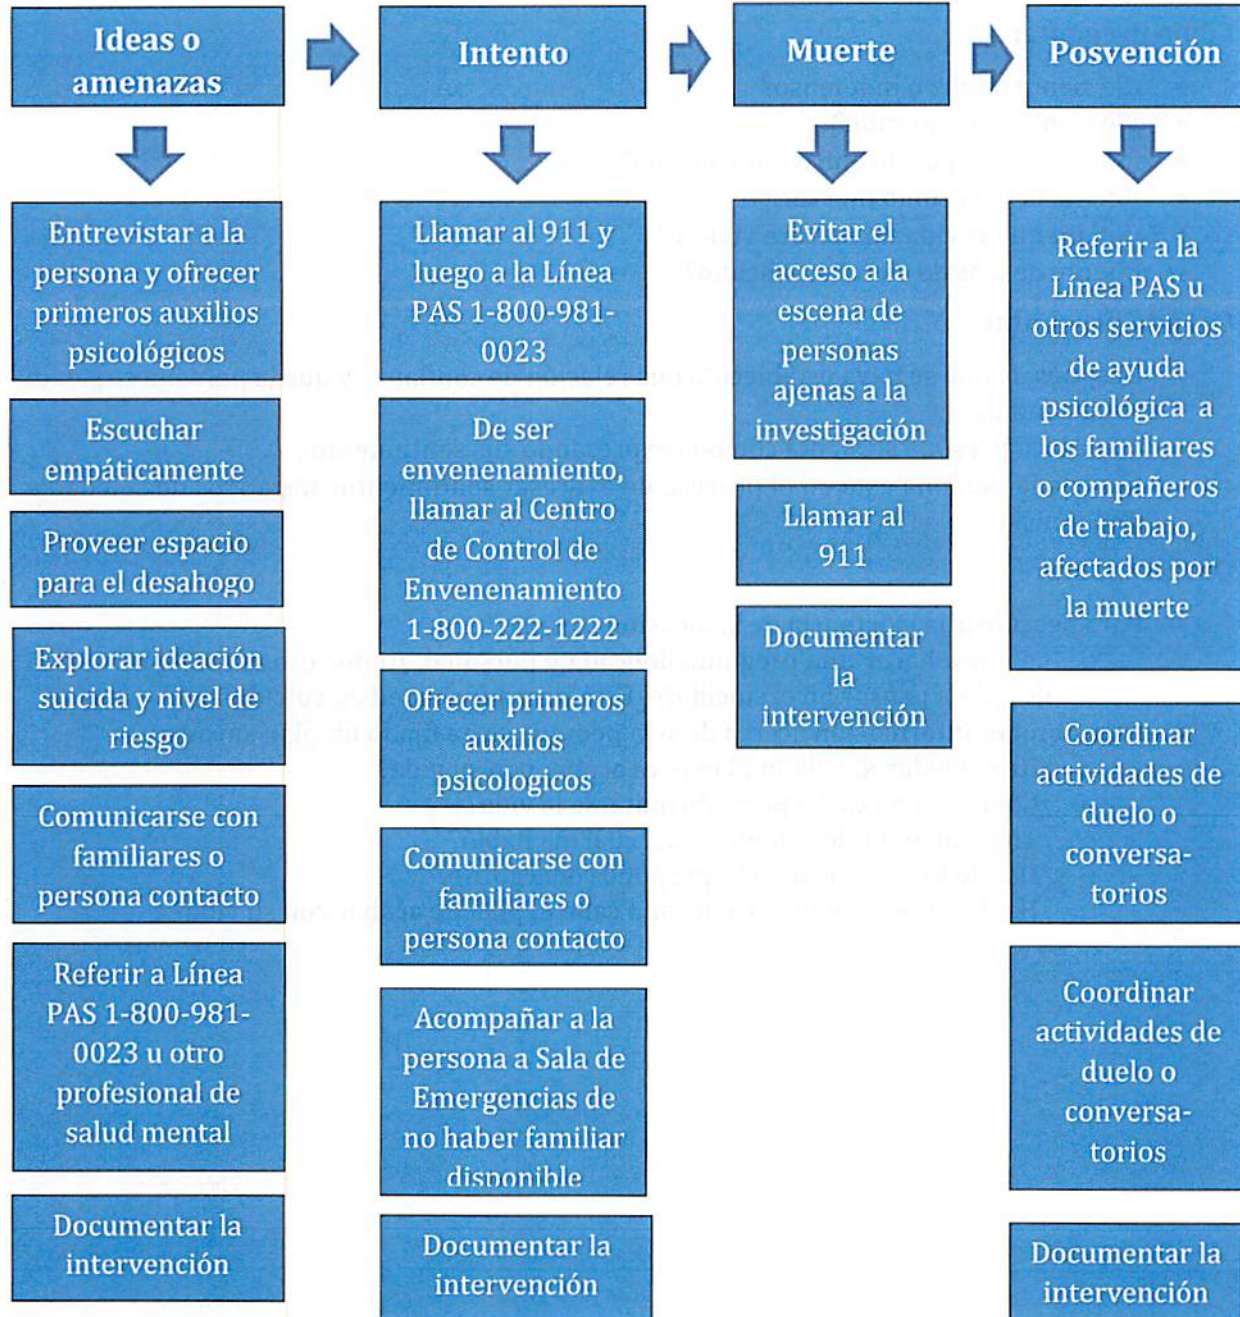 Ideas o
amenazas
Intento
Muerte
Posvención
Entrevistar a la
persona y ofrecer
primeros auxilios
psicológicos
Escuchar
empáticamente
Proveer espacio
para el desahogo
Explorar ideación
suicida y nivel de
riesgo
Comunicarse con
familiares o
persona contacto
Referir a Línea
PAS 1-800-981-
0023 u otro
profesional de
salud mental
Documentar la
intervención
Llamar al 911 y
luego a la Línea
PAS 1-800-981-
0023
De ser
envenenamiento,
llamar al Centro
de Control de
Envenenamiento
1-800-222-1222
Ofrecer primeros
auxilios
psicologicos
Comunicarse con
familiares o
persona contacto
Acompañar a la
persona a Sala de
Emergencias de
no haber familiar
disponible
Documentar la
intervención
Evitar el
acceso a la
escena de
personas
ajenas a la
investigación
Llamar al
911
Documentar
la
intervención
Referir a la
Línea PAS u
otros servicios
de ayuda
psicológica a
los familiares
o compañeros
de trabajo,
afectados por
la muerte
Coordinar
actividades de
duelo o
conversa-
torios
Coordinar
actividades de
duelo o
conversa-
torios
Documentar la
intervención